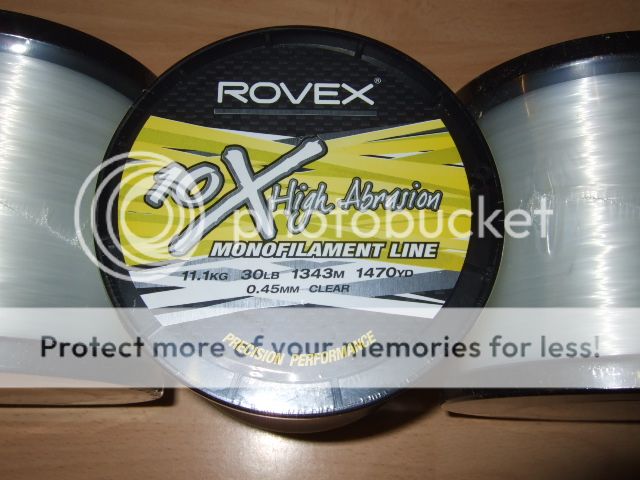 ROVEX®
10X High Abrasion
MONOFILAMENT LINE
11.1KG 30LB 1343M 1470YD
0.45MM CLEAR
PRECISION PERFORMANCE
photobucket
Protect more of your memories for less!